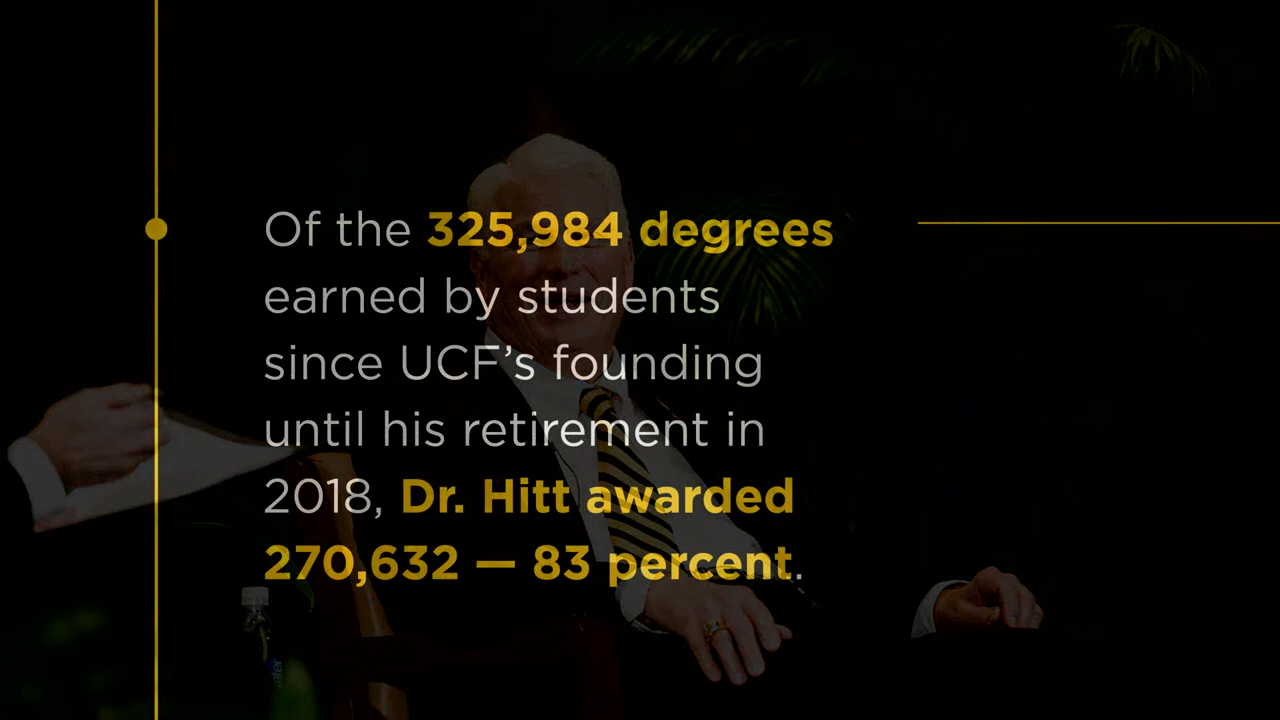 Of the 325,984 degrees
earned by students
since UCF’s founding
until his retirement in
2018, Dr. Hitt awarded
270,632 — 83 percent.